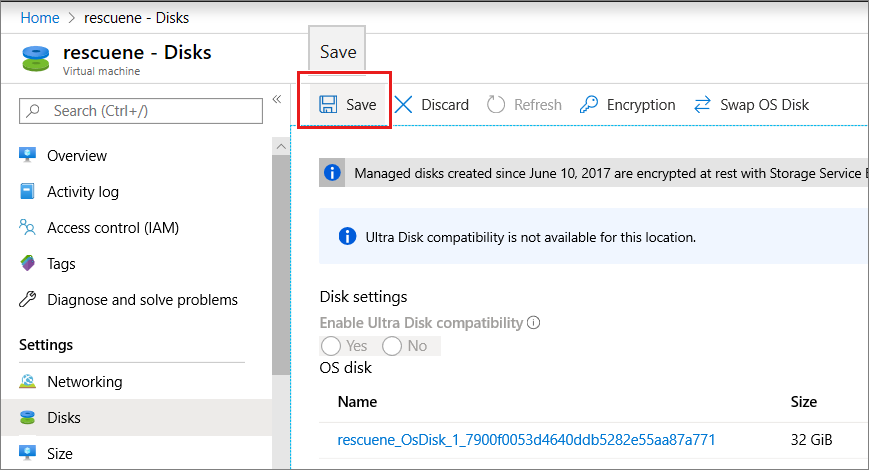 Home > rescuene - Disks
rescuene - Disks
Virtual machine
Search (Ctrl+/)
«
Overview
Activity log
Access control (IAM)
Tags
Diagnose and solve problems
Settings
Networking
Disks
Size
Save
Save Discard Refresh Encryption Swap OS Disk
Managed disks created since June 10, 2017 are encrypted at rest with Storage Service
Ultra Disk compatibility is not available for this location.
Disk settings
Enable Ultra Disk compatibility
Yes No
OS disk
Name Size
rescuene_OsDisk_1_7900f0053d4640ddb5282e55aa87a771 32 GiB